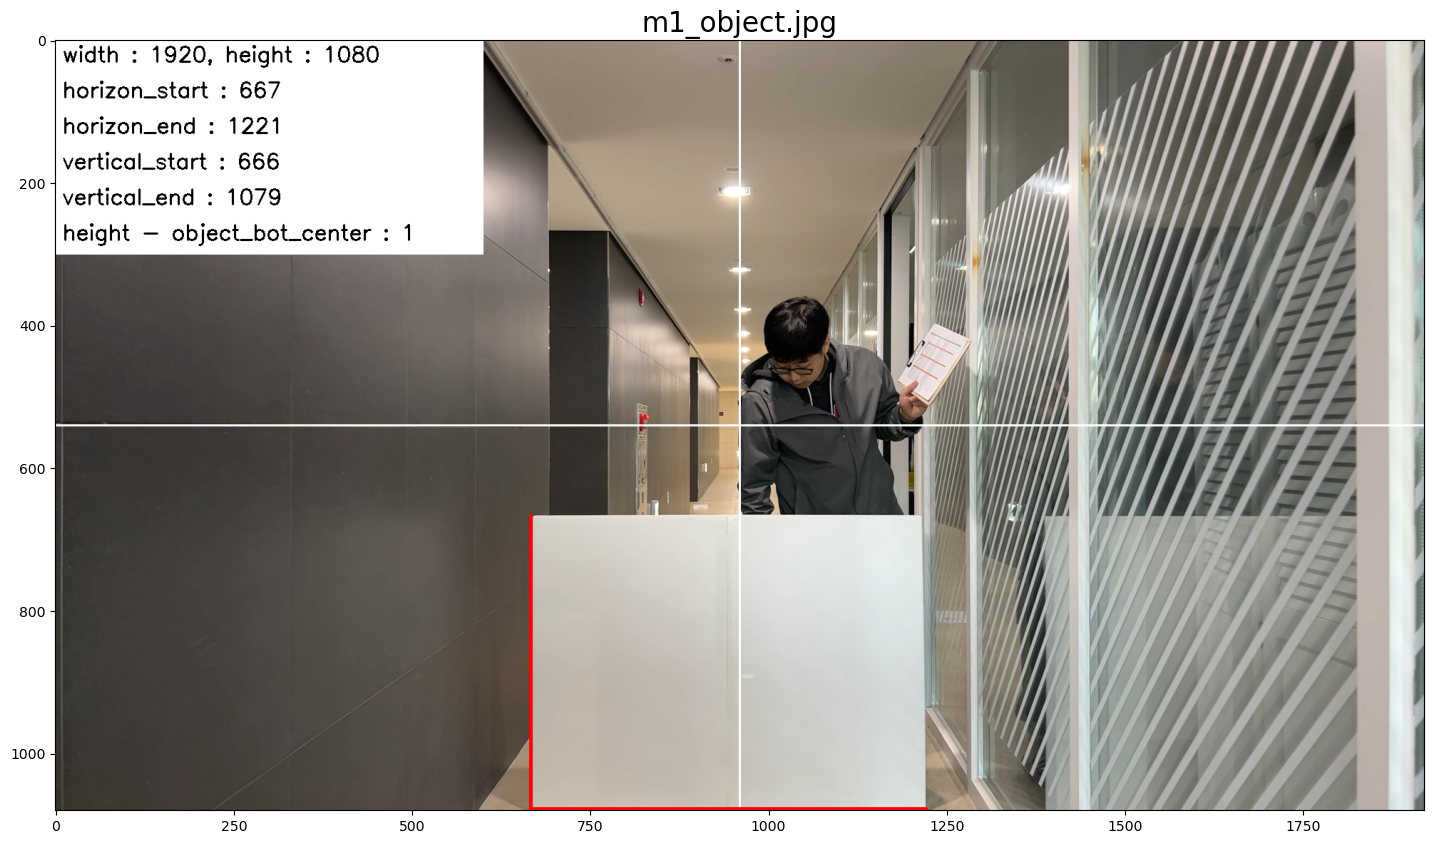 m1_object.jpg
width : 1920, height : 1080
horizon_start : 667
horizon_end : 1221
vertical_start : 666
vertical_end : 1079
height - object_bot_center : 1
0
200
400
600
800
1000
0 250 500 750 1000 1250 1500 1750